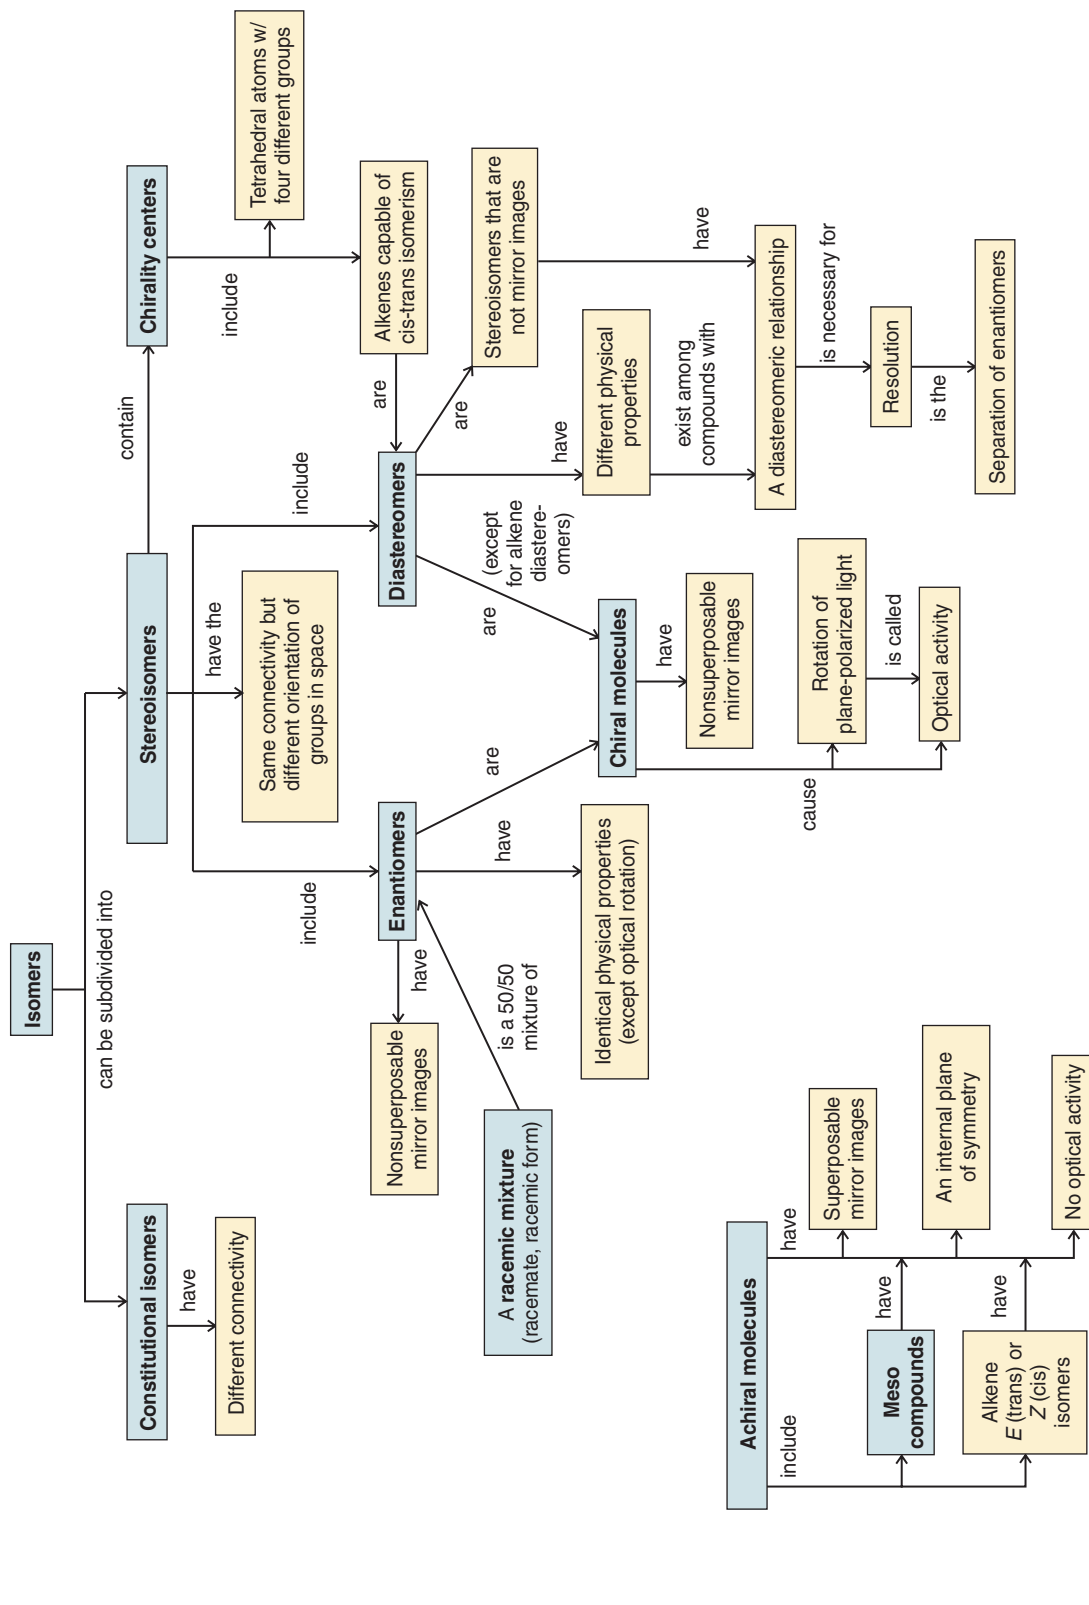 Isomers
can be subdivided into
Constitutional isomers
have
Different connectivity
Stereoisomers
contain
Chirality centers
include
Tetrahedral atoms w/
four different groups
Alkenes capable of
cis-trans isomerism
are
have the
Same connectivity but
different orientation of
groups in space
include
Enantiomers
have
Nonsuperposable
mirror images
is a 50/50
mixture of
A racemic mixture
(racemate, racemic form)
have
Identical physical properties
(except optical rotation)
are
include
Diastereomers
are
Stereoisomers that are
not mirror images
have
have
Different physical
properties
exist among
compounds with
A diastereomeric relationship
is necessary for
Resolution
is the
Separation of enantiomers
are
(except
for alkene
diastere-
omers)
Chiral molecules
have
Nonsuperposable
mirror images
cause
Rotation of
plane-polarized light
is called
Optical activity
Achiral molecules
include
have
Meso
compounds
have
Alkene
E (trans) or
Z (cis)
isomers
have
Superposable
mirror images
An internal plane
of symmetry
No optical activity